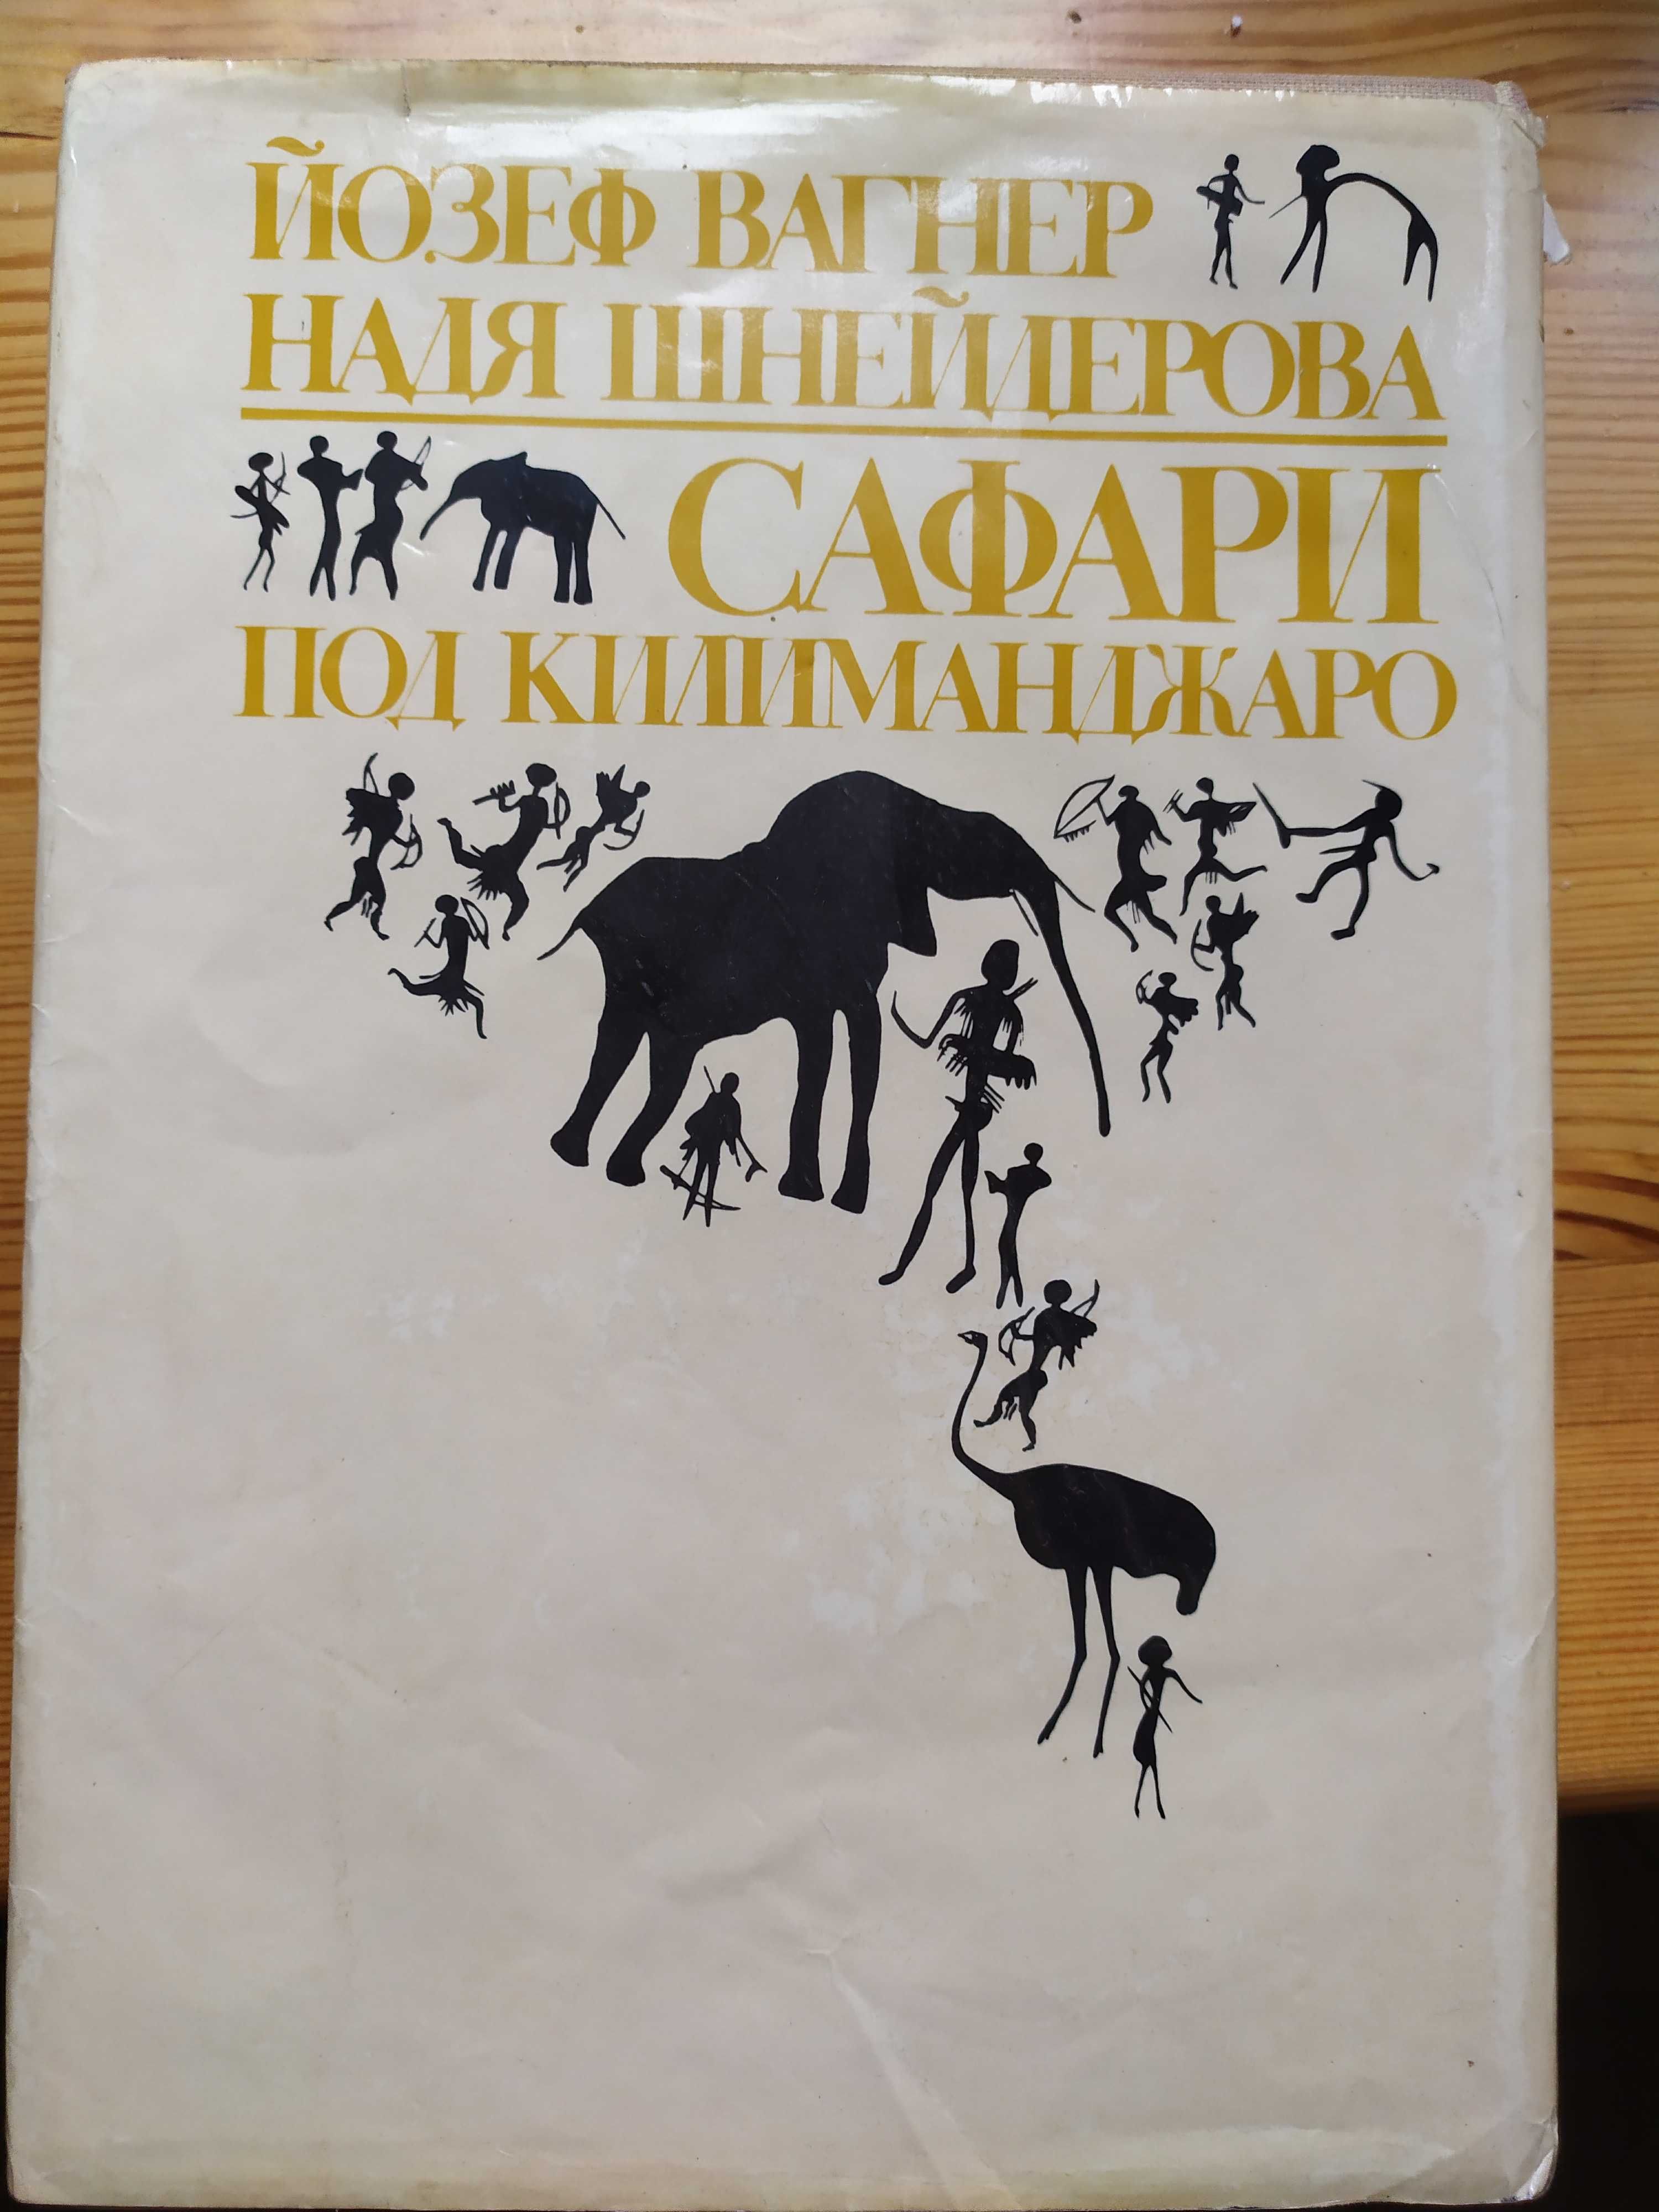 ЙОЗЕФ ВАГНЕР
НАДЯ ШНЕЙДЕРОВА
САФАРИ
ПОД КИЛИМАНДЖАРО